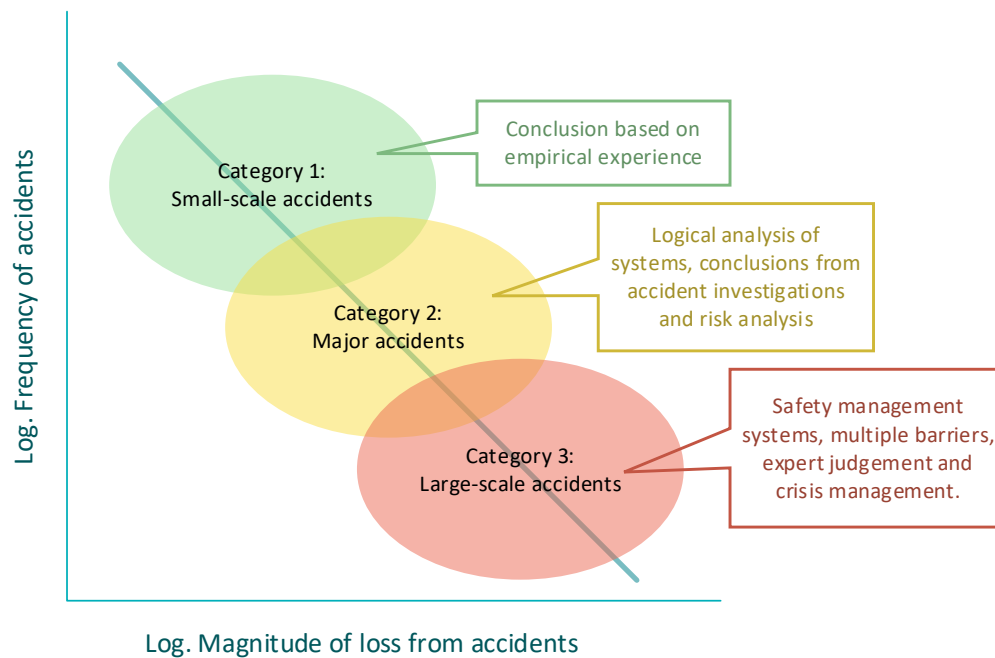 Log. Frequency of accidents
Category 1:
Small-scale accidents
Conclusion based on
empirical experience
Category 2:
Major accidents
Logical analysis of
systems, conclusions from
accident investigations
and risk analysis
Category 3:
Large-scale accidents
Safety management
systems, multiple barriers,
expert judgement and
crisis management.
Log. Magnitude of loss from accidents